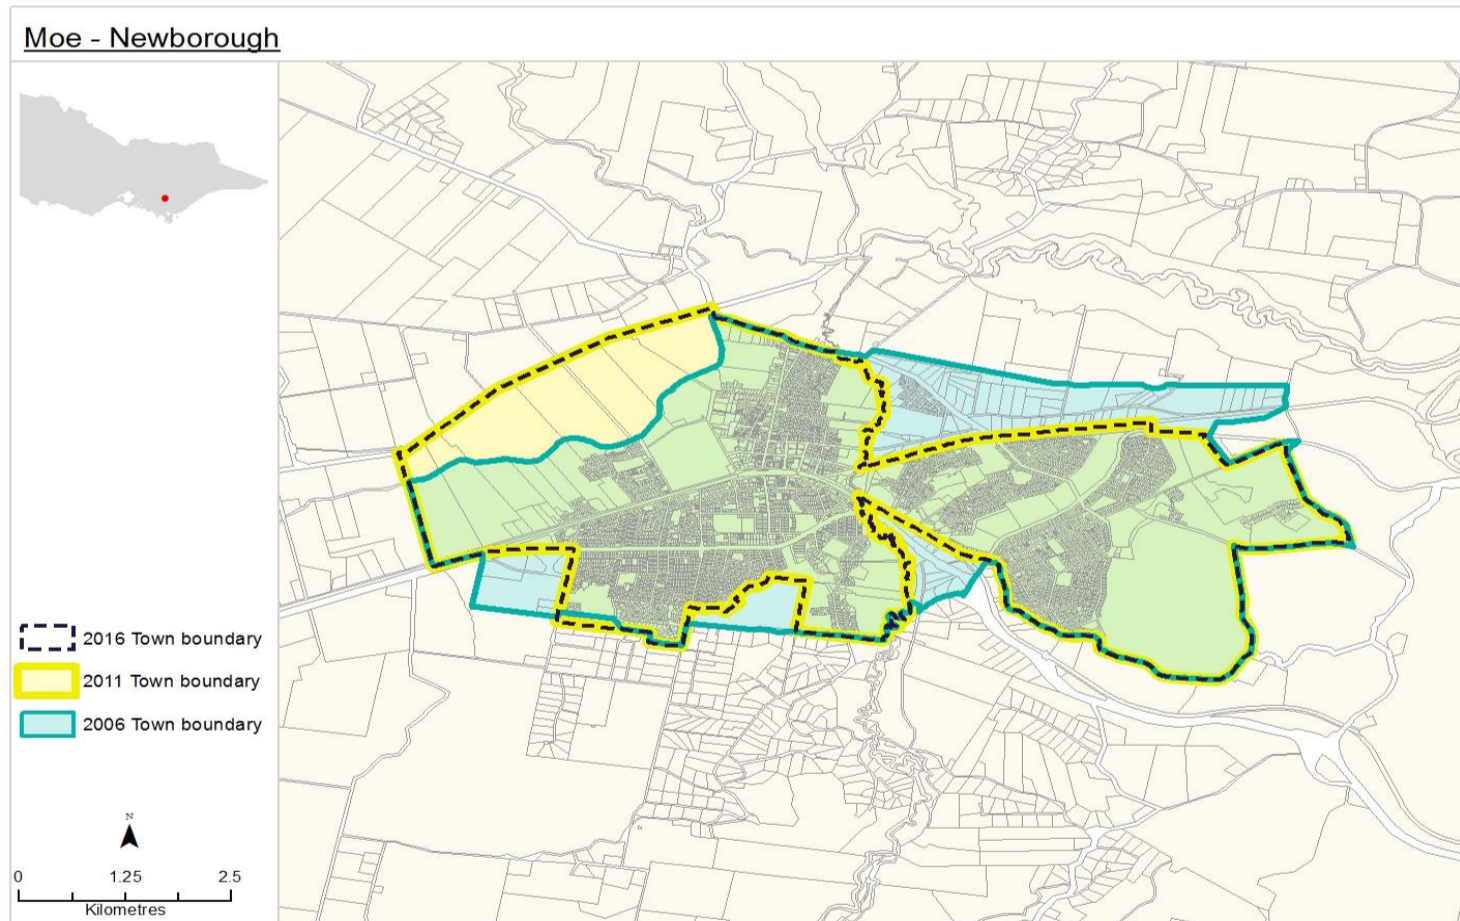 Moe - Newborough
2016 Town boundary
2011 Town boundary
2006 Town boundary
N
0 1.25 2.5
Kilometres